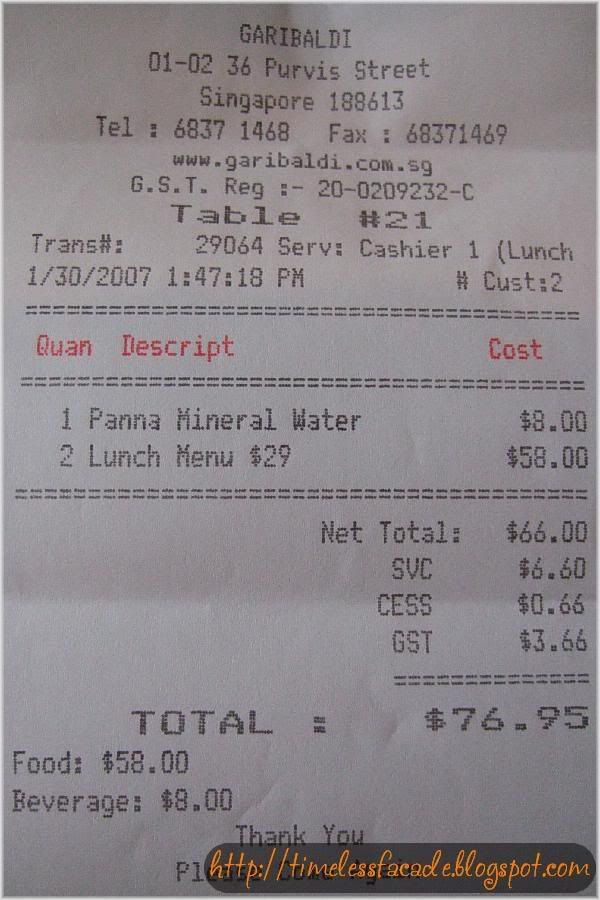 GARIBALDI
01-02 36 Purvis Street
Singapore 188613
Tel : 6837 1468 Fax : 68371469
www.garibaldi.com.sg
G.S.T. Reg :- 20-0209232-C
Table #21
Trans#: 29064 Serv: Cashier 1 (Lunch
1/30/2007 1:47:18 PM # Cust:2
Quan Descript Cost
1 Panna Mineral Water $8.00
2 Lunch Menu $29 $58.00
Net Total: $66.00
SVC $6.60
CESS $0.66
GST $3.66
TOTAL : $76.95
Food: $58.00
Beverage: $8.00
Thank You
Please Come Again
http://timelessfacade.blogspot.com